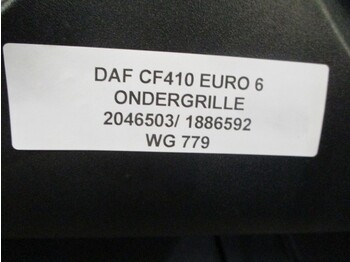 DAF CF410 EURO 6
ONDERGRILLE
2046503/ 1886592
WG 779